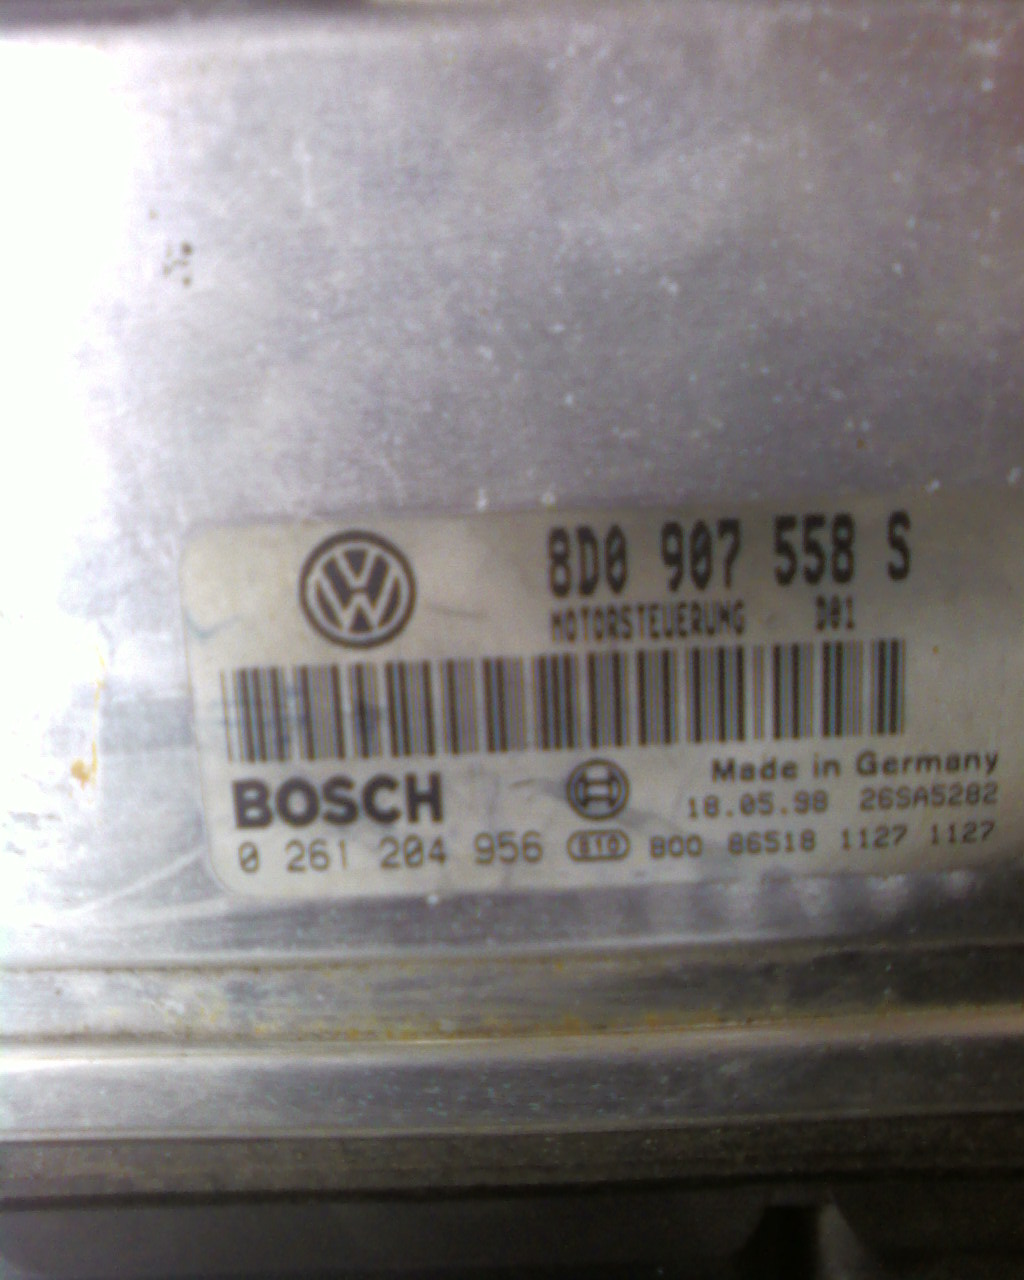 8D0 907 558 S
MOTORSTEUERUNG D01
BOSCH
Made in Germany
18.05.98 26SA5282
0 261 204 956 E10 800 86518 1127 1127